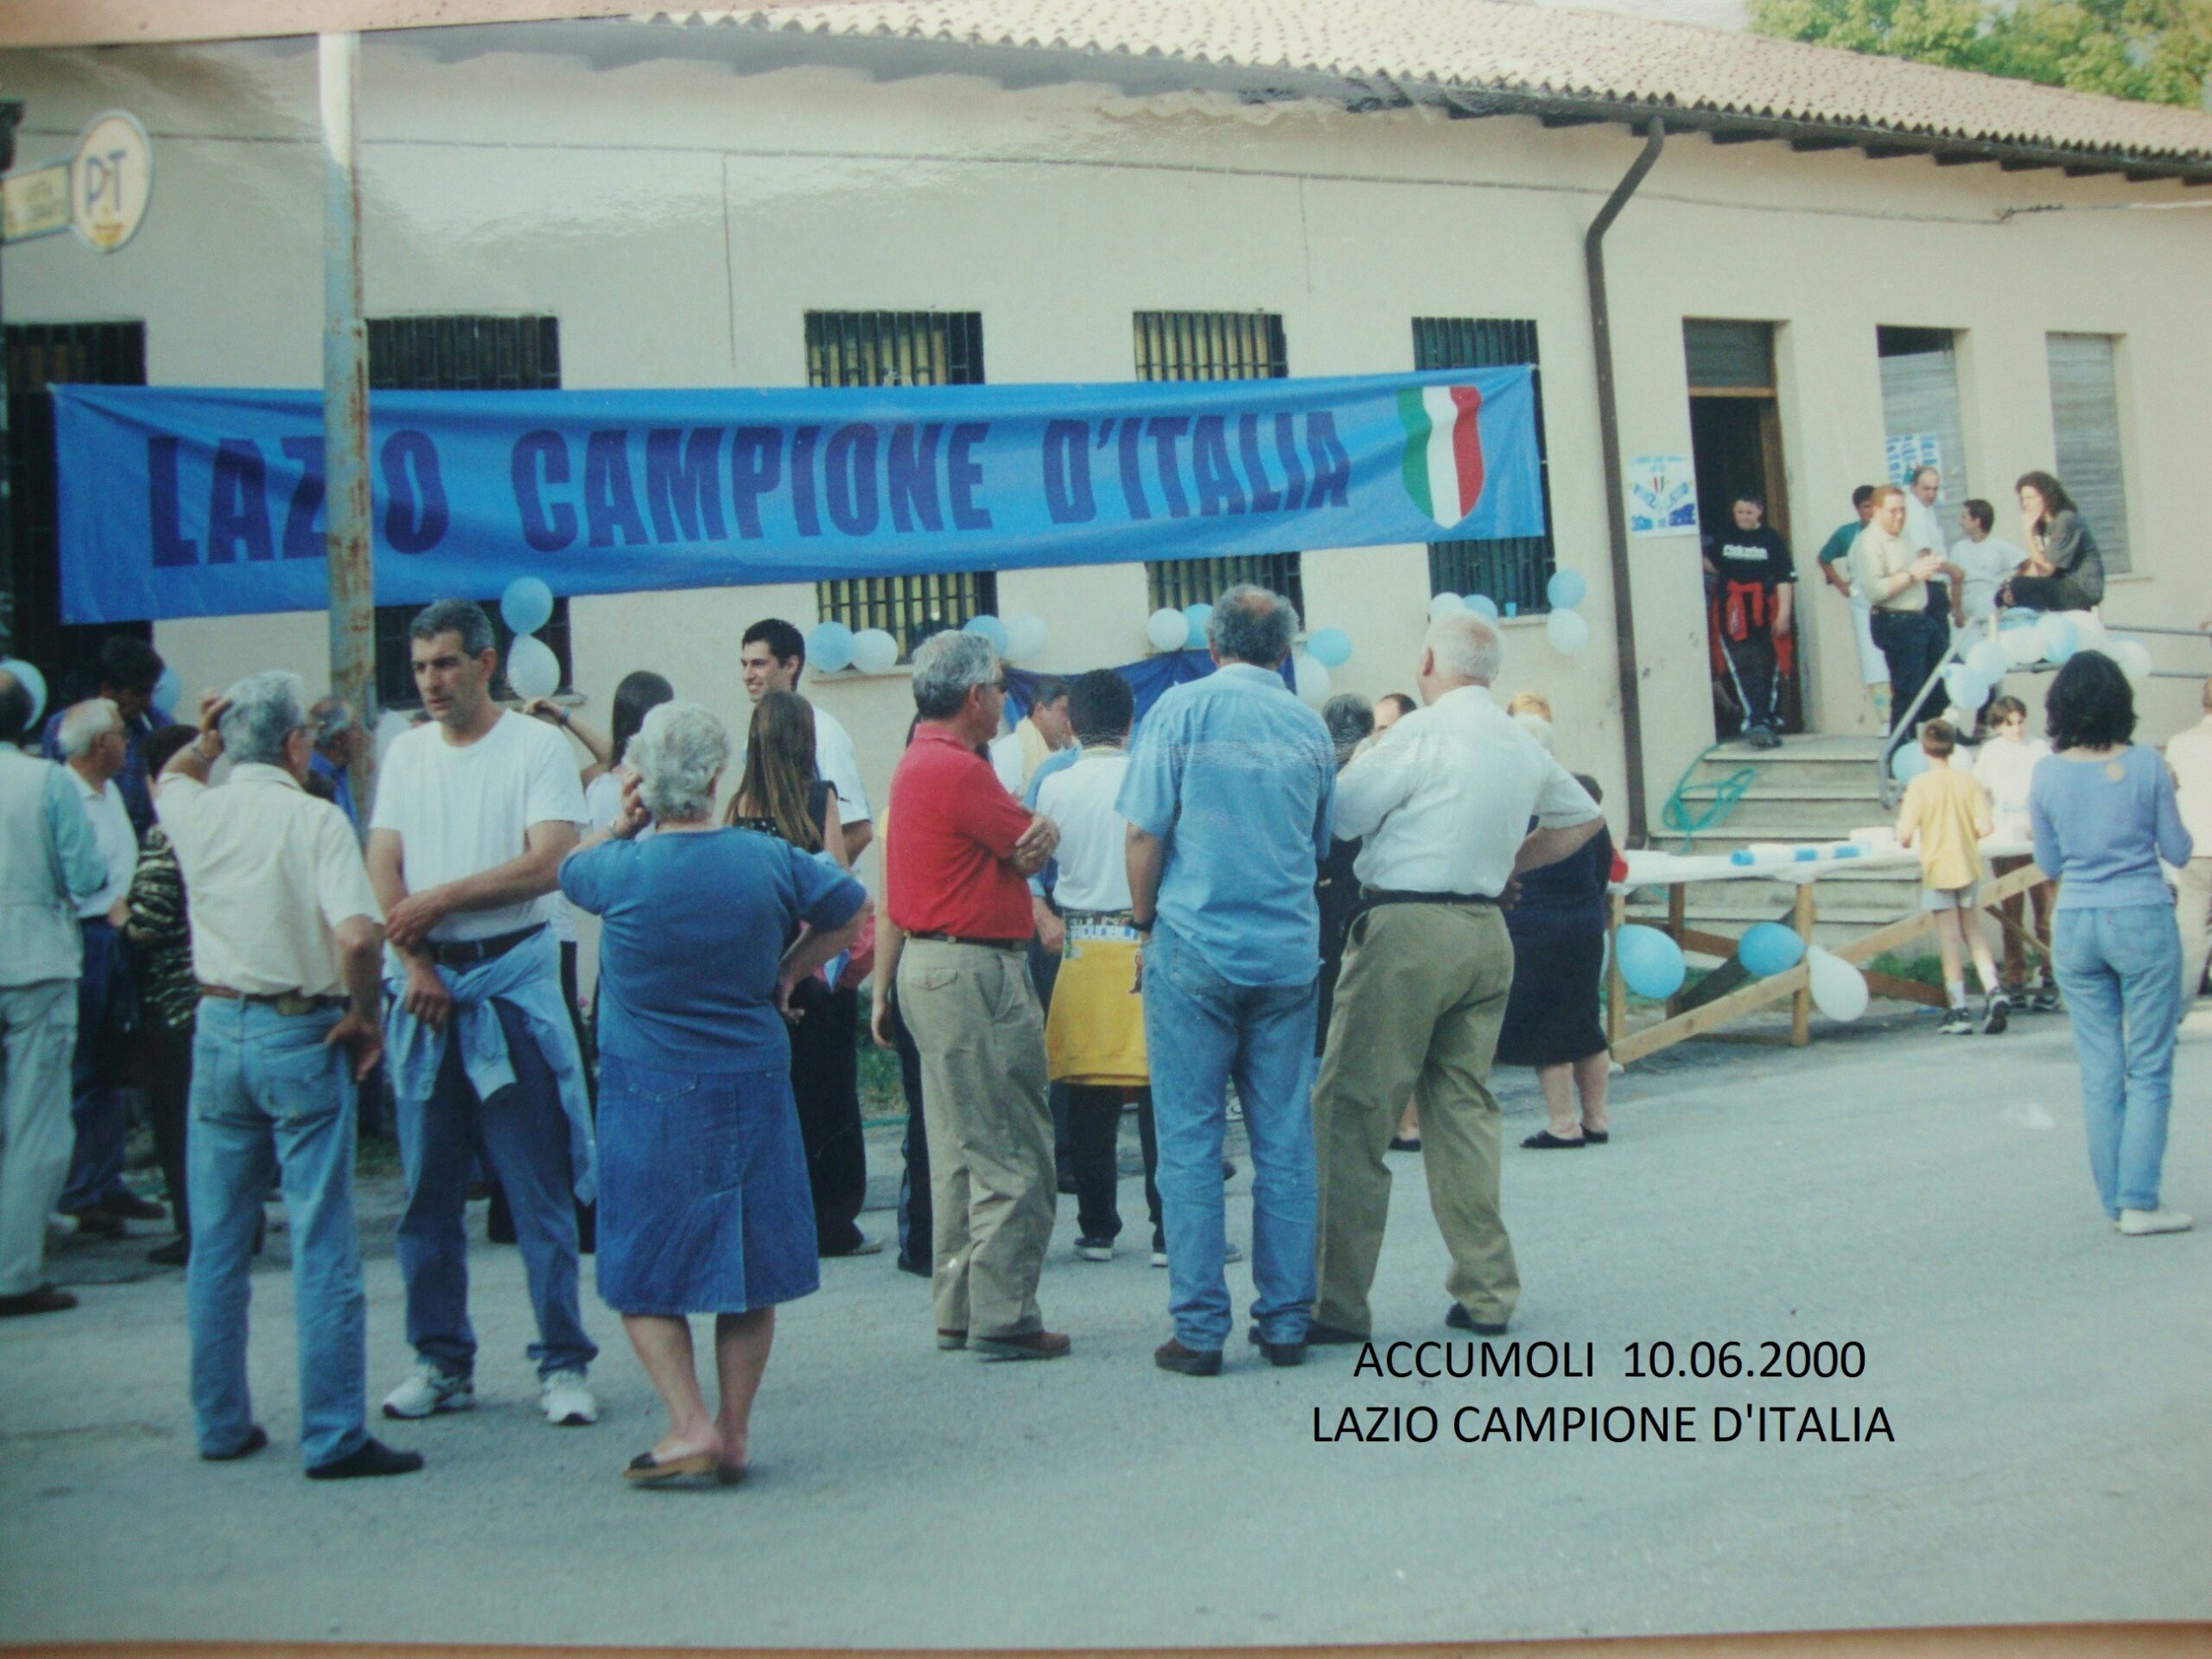 PT
LAZIO CAMPIONE D'ITALIA
ACCUMOLI 10.06.2000
LAZIO CAMPIONE D'ITALIA